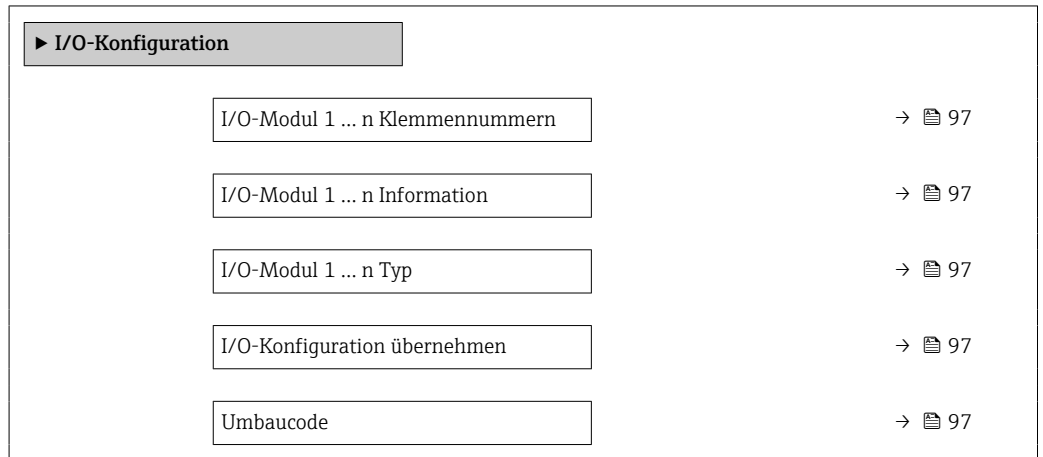 ► I/O-Konfiguration
I/O-Modul 1 … n Klemmennummern → 97
I/O-Modul 1 … n Information → 97
I/O-Modul 1 … n Typ → 97
I/O-Konfiguration übernehmen → 97
Umbaucode → 97